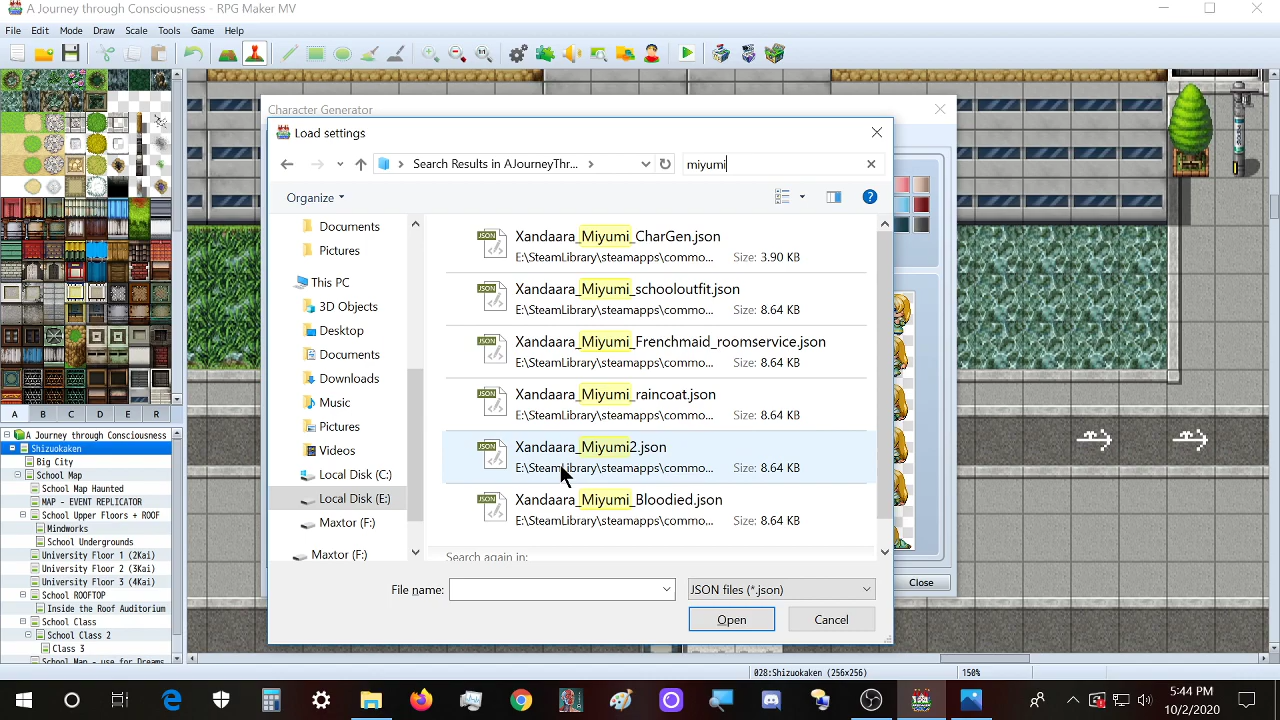 A Journey through Consciousness - RPG Maker MV
File Edit Mode Draw Scale Tools Game Help
Character Generator
Load settings
Search Results in AJourneyThr...
miyumi
Organize
Documents
Pictures
This PC
3D Objects
Desktop
Documents
Downloads
Music
Pictures
Videos
Local Disk (C:)
Local Disk (E:)
Maxtor (F:)
Maxtor (F:)
Xandaara_Miyumi_CharGen.json
E:\SteamLibrary\steamapps\commo... Size: 3.90 KB
Xandaara_Miyumi_schooloutfit.json
E:\SteamLibrary\steamapps\commo... Size: 8.64 KB
Xandaara_Miyumi_Frenchmaid_roomservice.json
E:\SteamLibrary\steamapps\commo... Size: 8.64 KB
Xandaara_Miyumi_raincoat.json
E:\SteamLibrary\steamapps\commo... Size: 8.64 KB
Xandaara_Miyumi2.json
E:\SteamLibrary\steamapps\commo... Size: 8.64 KB
Xandaara_Miyumi_Bloodied.json
E:\SteamLibrary\steamapps\commo... Size: 8.64 KB
Search again in:
File name:
JSON files (*.json)
Open Cancel
Close
A B C D E R
A Journey through Consciousness
Shizuokaken
Big City
School Map
School Map Haunted
MAP - EVENT REPLICATOR
School Upper Floors + ROOF
Mindworks
School Undergrounds
University Floor 1 (2Kai)
University Floor 2 (3Kai)
University Floor 3 (4Kai)
School ROOFTOP
Inside the Roof Auditorium
School Class
School Class 2
Class 3
School Map - use for Dreams
028:Shizuokaken (256x256) 150%
5:44 PM
10/2/2020